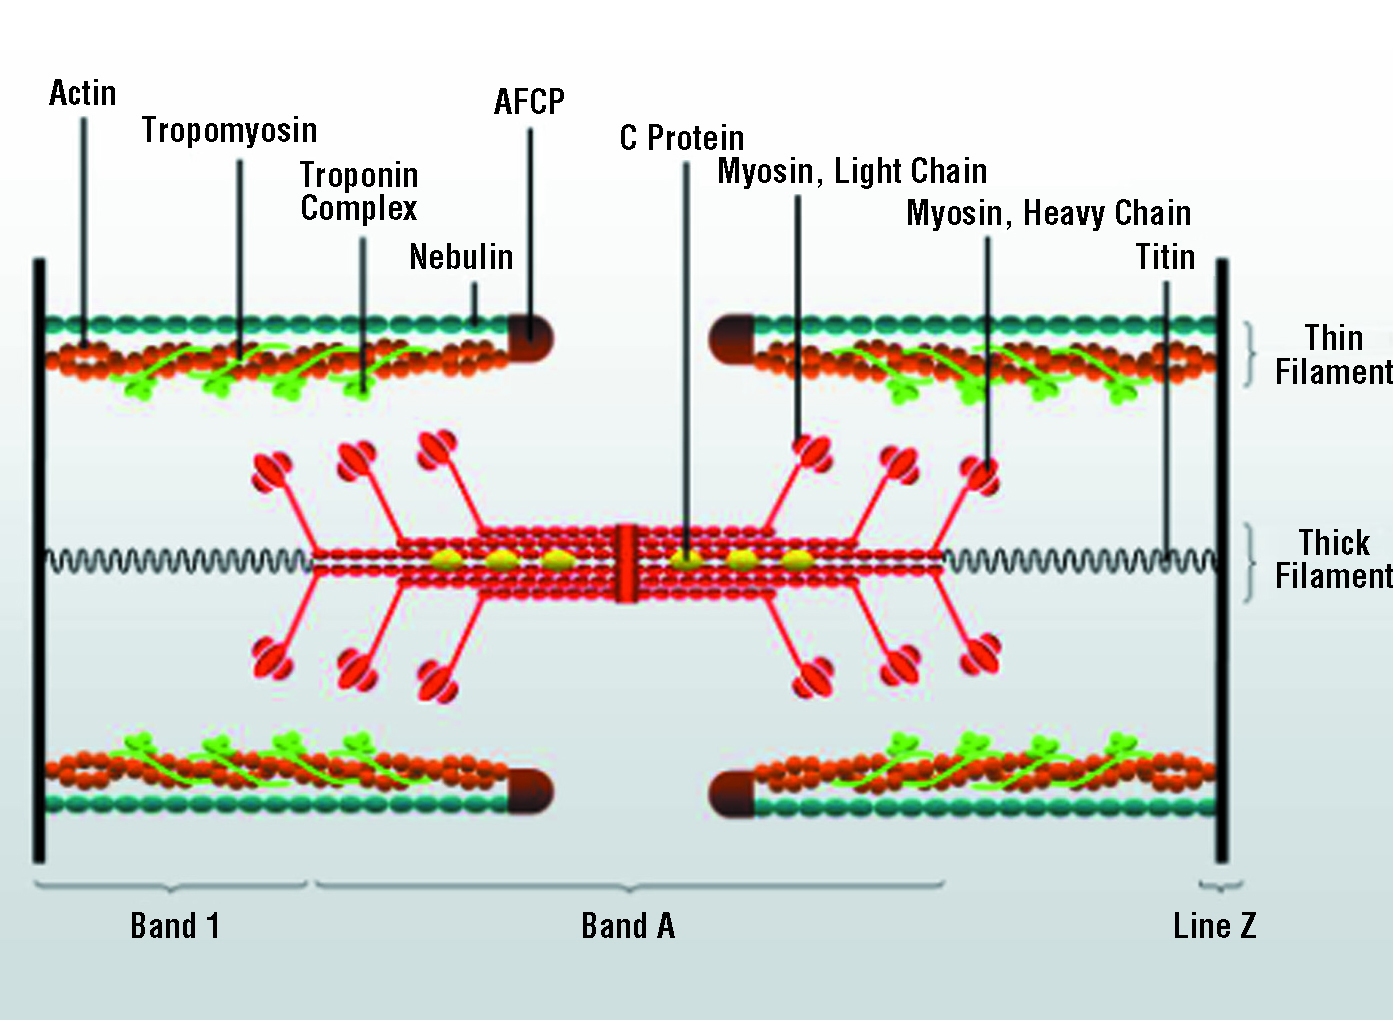 Actin
AFCP
Tropomyosin
C Protein
Troponin
Complex
Myosin, Light Chain
Myosin, Heavy Chain
Nebulin
Titin
Thin
Filament
Thick
Filament
Band 1
Band A
Line Z